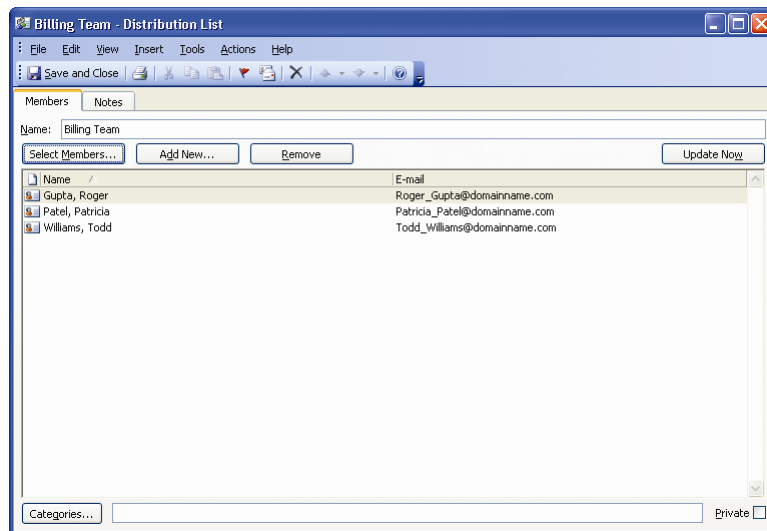 Billing Team - Distribution List
File Edit View Insert Tools Actions Help
Save and Close
Members Notes
Name: Billing Team
Select Members... Add New... Remove Update Now
Name E-mail
Gupta, Roger Roger_Gupta@domainname.com
Patel, Patricia Patricia_Patel@domainname.com
Williams, Todd Todd_Williams@domainname.com
Categories... Private